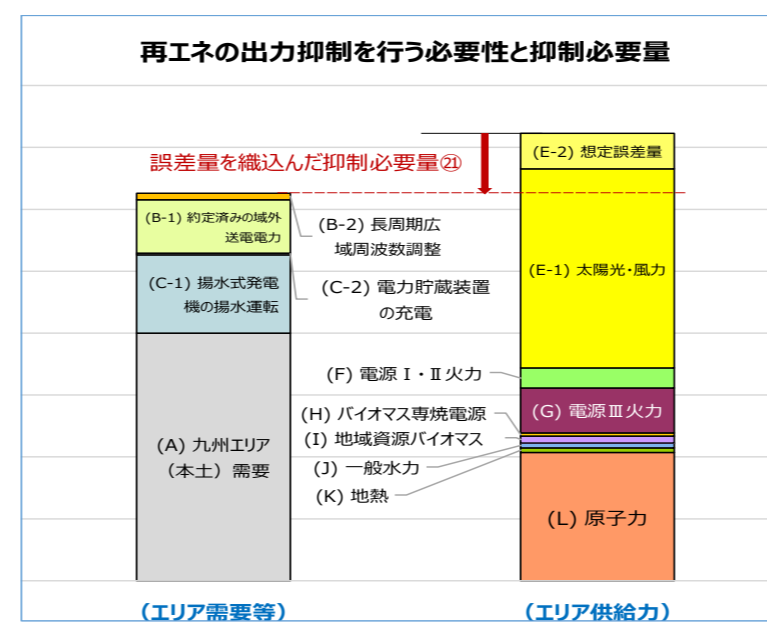 再エネの出力抑制を行う必要性と抑制必要量
誤差量を織込んだ抑制必要量㉑
(B-1) 約定済みの域外
送電電力
(B-2) 長周期広
域周波数調整
(C-1) 揚水式発電
機の揚水運転
(C-2) 電力貯蔵装置
の充電
(A) 九州エリア
（本土）需要
(E-2) 想定誤差量
(E-1) 太陽光・風力
(F) 電源Ⅰ・Ⅱ火力
(G) 電源Ⅲ火力
(H) バイオマス専焼電源
(I) 地域資源バイオマス
(J) 一般水力
(K) 地熱
(L) 原子力
（エリア需要等）
（エリア供給力）